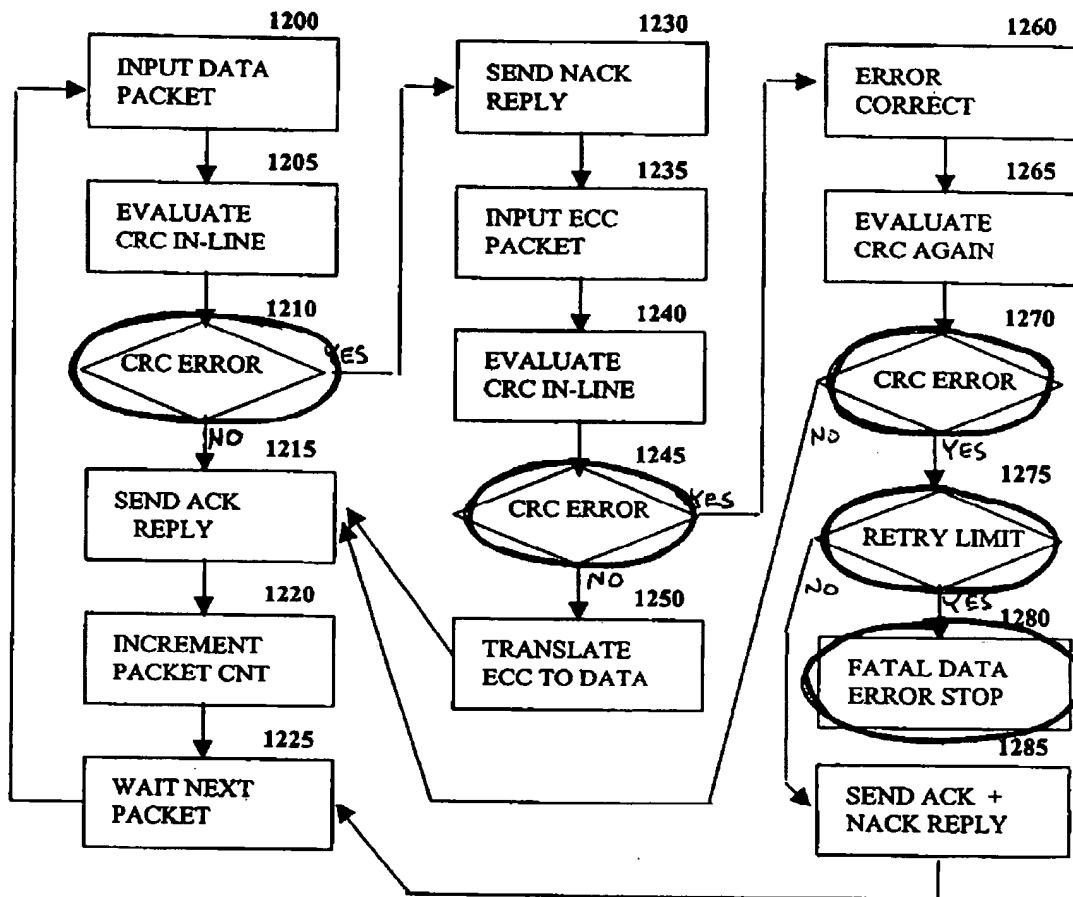 1200
INPUT DATA
PACKET
1205
EVALUATE
CRC IN-LINE
1210
CRC ERROR
YES
NO
1215
SEND ACK
REPLY
1220
INCREMENT
PACKET CNT
1225
WAIT NEXT
PACKET
1230
SEND NACK
REPLY
1235
INPUT ECC
PACKET
1240
EVALUATE
CRC IN-LINE
1245
CRC ERROR
YES
NO
1250
TRANSLATE
ECC TO DATA
1260
ERROR
CORRECT
1265
EVALUATE
CRC AGAIN
1270
CRC ERROR
NO
YES
1275
RETRY LIMIT
NO
YES
1280
FATAL DATA
ERROR STOP
1285
SEND ACK +
NACK REPLY